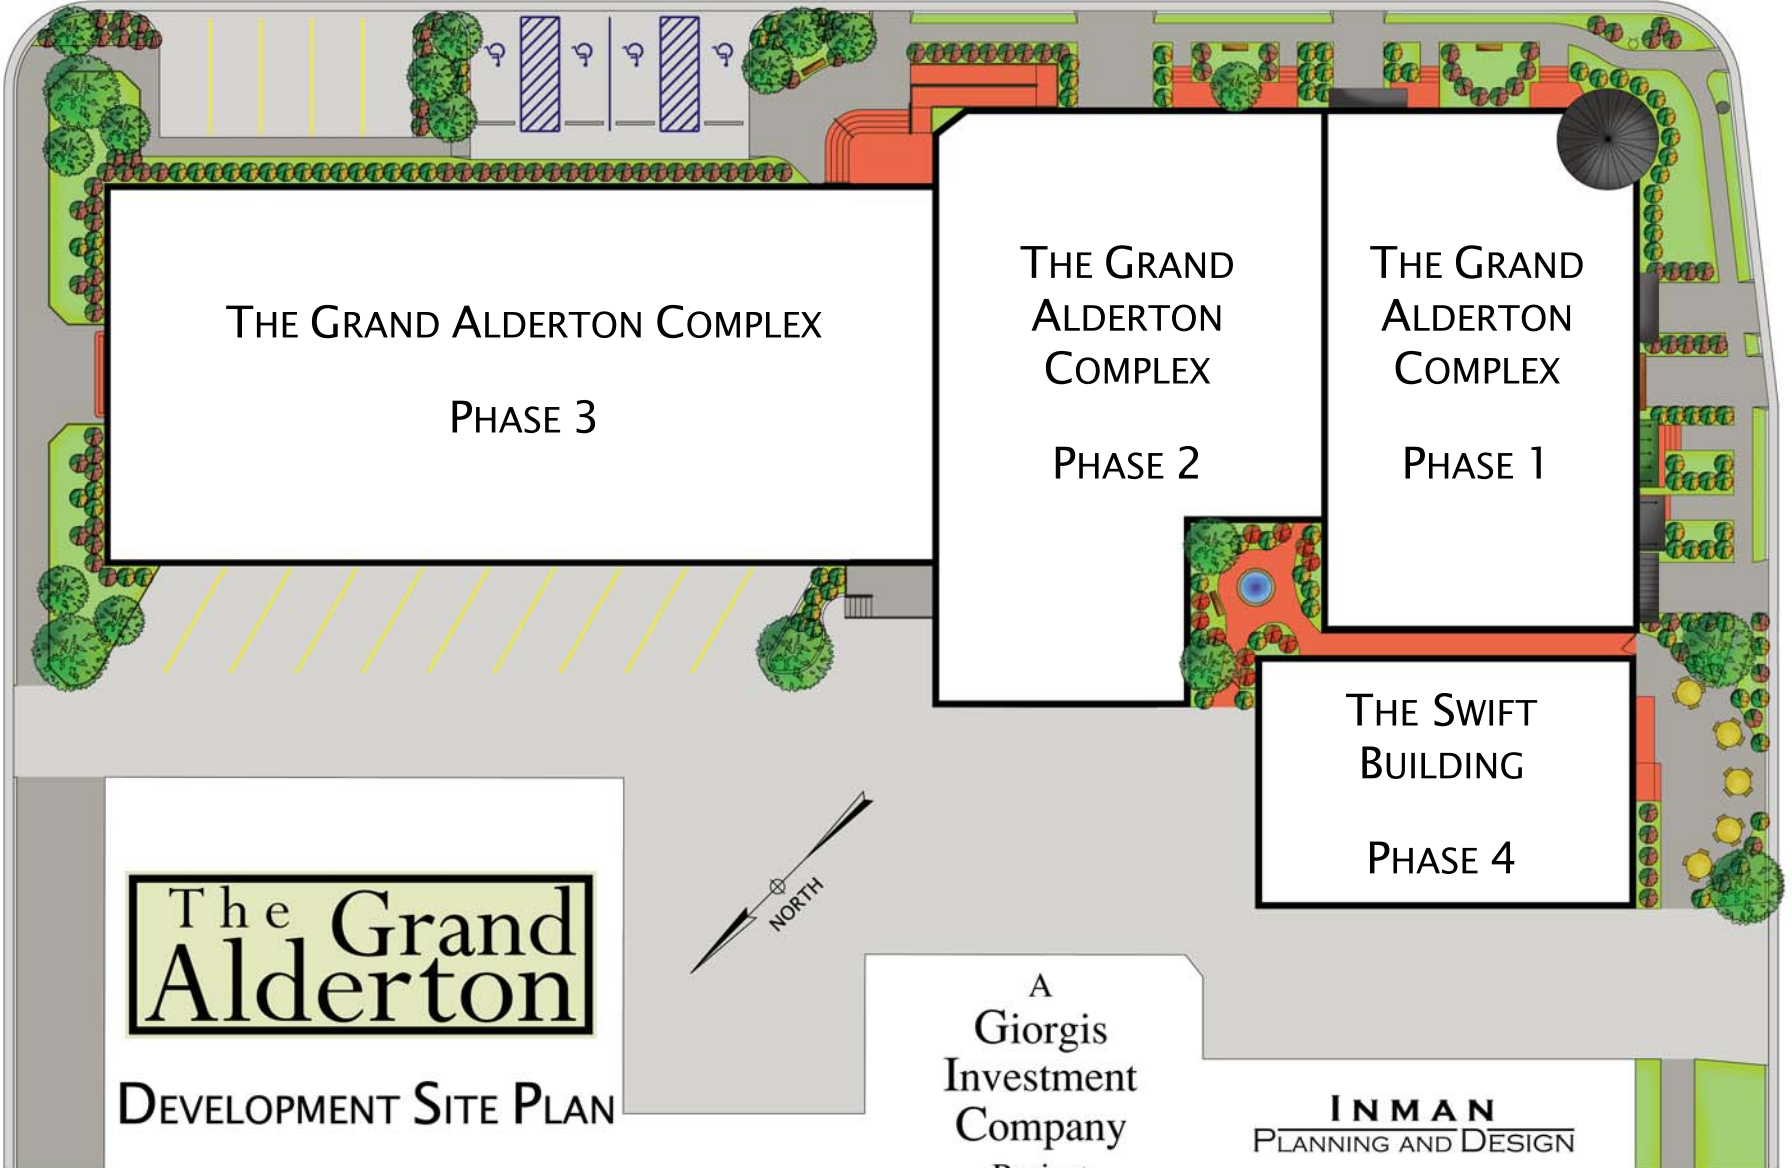 THE GRAND ALDERTON COMPLEX
PHASE 3
THE GRAND
ALDERTON
COMPLEX
PHASE 2
THE GRAND
ALDERTON
COMPLEX
PHASE 1
THE SWIFT
BUILDING
PHASE 4
NORTH
The Grand
Alderton
DEVELOPMENT SITE PLAN
A
Giorgis
Investment
Company
Project
INMAN
PLANNING AND DESIGN